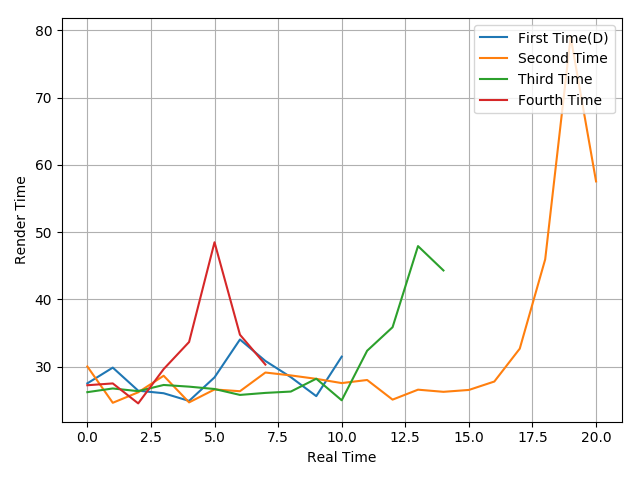 First Time(D)
Second Time
Third Time
Fourth Time
80
70
60
50
40
30
Render Time
0.0 2.5 5.0 7.5 10.0 12.5 15.0 17.5 20.0
Real Time